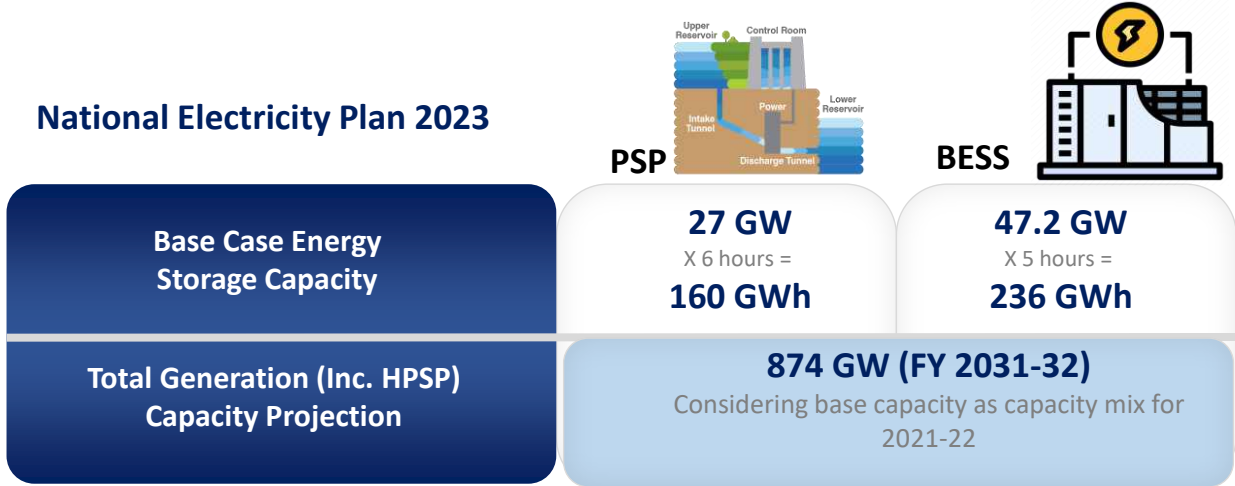 National Electricity Plan 2023
Upper
Reservoir
Control Room
Lower
Reservoir
Power
Intake
Tunnel
Discharge Tunnel
PSP
BESS
Base Case Energy
Storage Capacity
27 GW
X 6 hours =
160 GWh
47.2 GW
X 5 hours =
236 GWh
Total Generation (Inc. HPSP)
Capacity Projection
874 GW (FY 2031-32)
Considering base capacity as capacity mix for
2021-22